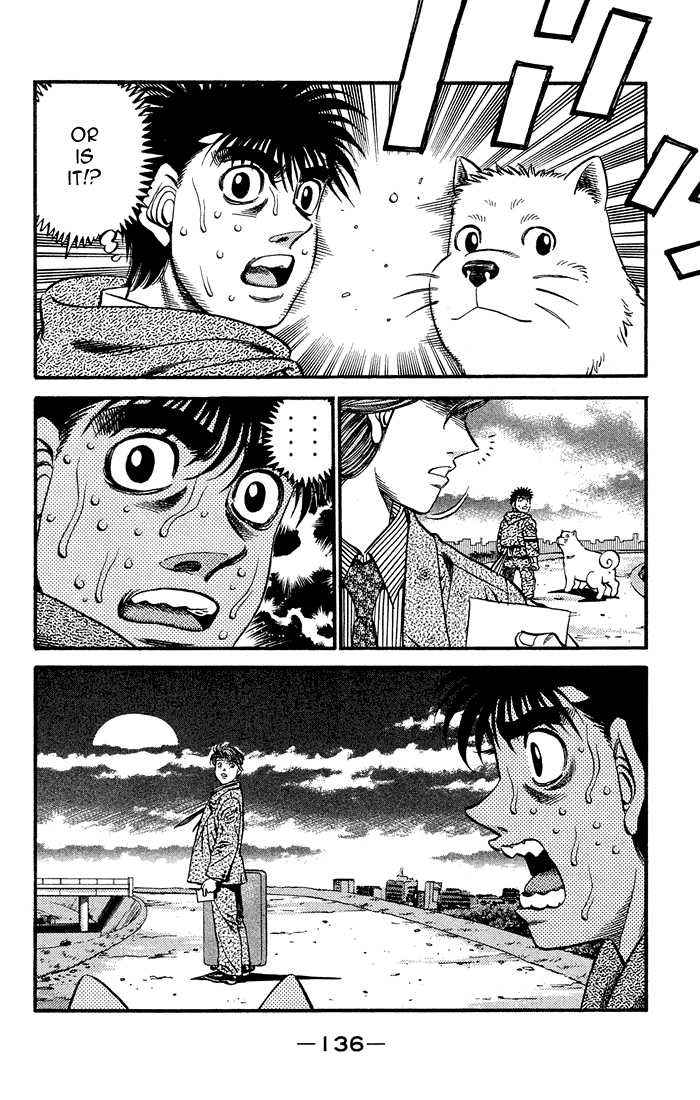 OR
IS
IT!?
......
—136—